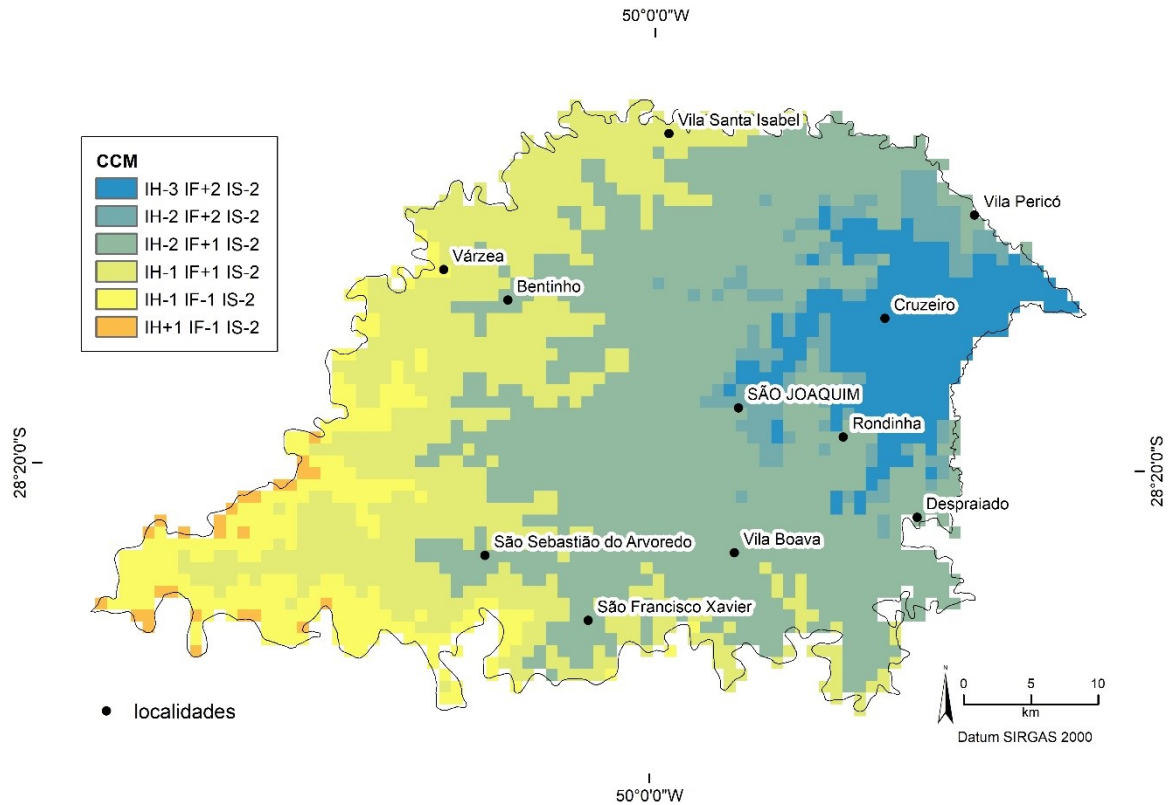 50°0'0"W
Vila Santa Isabel
CCM
IH-3 IF+2 IS-2
IH-2 IF+2 IS-2
IH-2 IF+1 IS-2
IH-1 IF+1 IS-2
IH-1 IF-1 IS-2
IH+1 IF-1 IS-2
Vila Pericó
Várzea
Bentinho
Cruzeiro
SÃO JOAQUIM
Rondinha
28°20'0"S
28°20'0"S
Despraiado
São Sebastião do Arvoredo
Vila Boava
São Francisco Xavier
localidades
N
0 5 10
km
Datum SIRGAS 2000
50°0'0"W